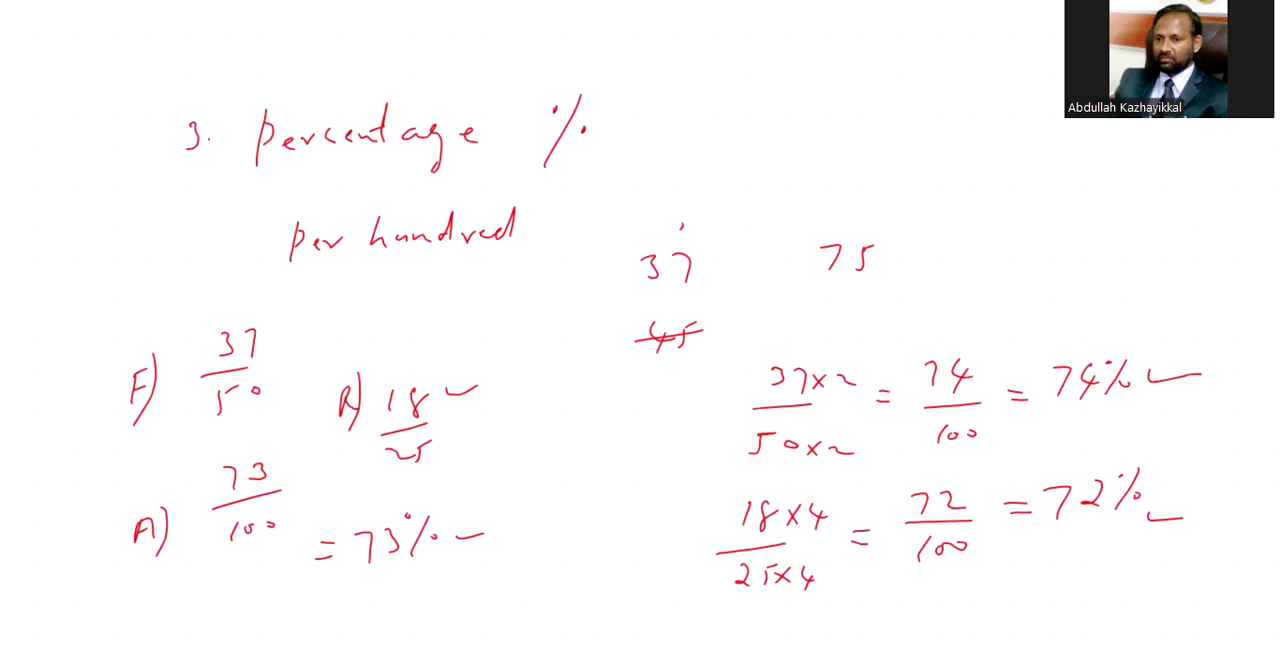 Abdullah Kazhayikkal
3. percentage %
per hundred
37 75
45
F) 37/50
R) 18/25
A) 73/100 = 73%
37×2/50×2 = 74/100 = 74%
18×4/25×4 = 72/100 = 72%